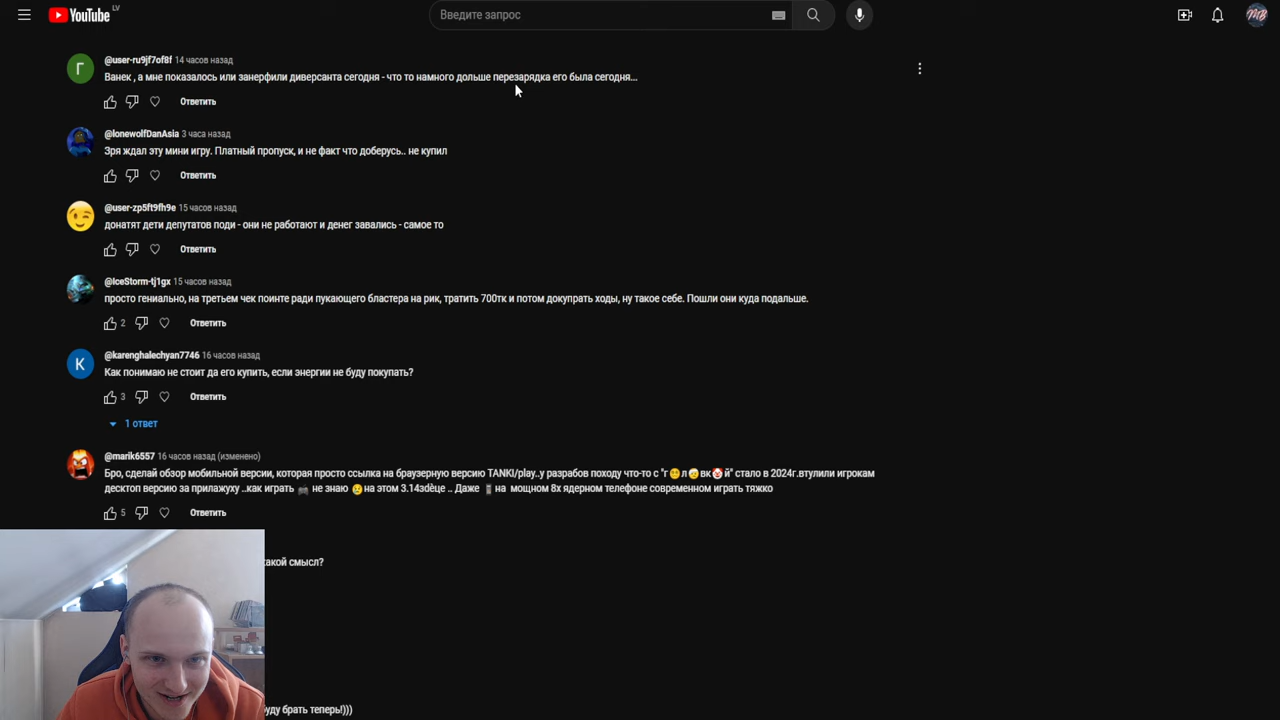 YouTube LV
Введите запрос
@user-ru9jf7of8f 14 часов назад
Ванек , а мне показалось или занерфили диверсанта сегодня - что то намного дольше перезарядка его была сегодня...
Ответить
@lonewolfDanAsia 3 часа назад
Зря ждал эту мини игру. Платный пропуск, и не факт что доберусь.. не купил
Ответить
@user-zp5ft9fh9e 15 часов назад
донатят дети депутатов поди - они не работают и денег завались - самое то
Ответить
@IceStorm-tj1gx 15 часов назад
просто гениально, на третьем чек поинте ради пукающего бластера на рик, тратить 700тк и потом докупрать ходы, ну такое себе. Пошли они куда подальше.
2 Ответить
K @karenghalechyan7746 16 часов назад
Как понимаю не стоит да его купить, если энергии не буду покупать?
3 Ответить
1 ответ
@marik6557 16 часов назад (изменено)
Бро, сделай обзор мобильной версии, которая просто ссылка на браузерную версию TANKI/play..у разрабов походу что-то с "г🤨л🤕вк🤡й" стало в 2024г.втулили игрокам
десктоп версию за прилажуху ..как играть 🎮 не знаю 😢на этом 3.14здèце .. Даже 📱на мощном 8х ядерном телефоне современном играть тяжко
5 Ответить
какой смысл?
уду брать теперь!)))